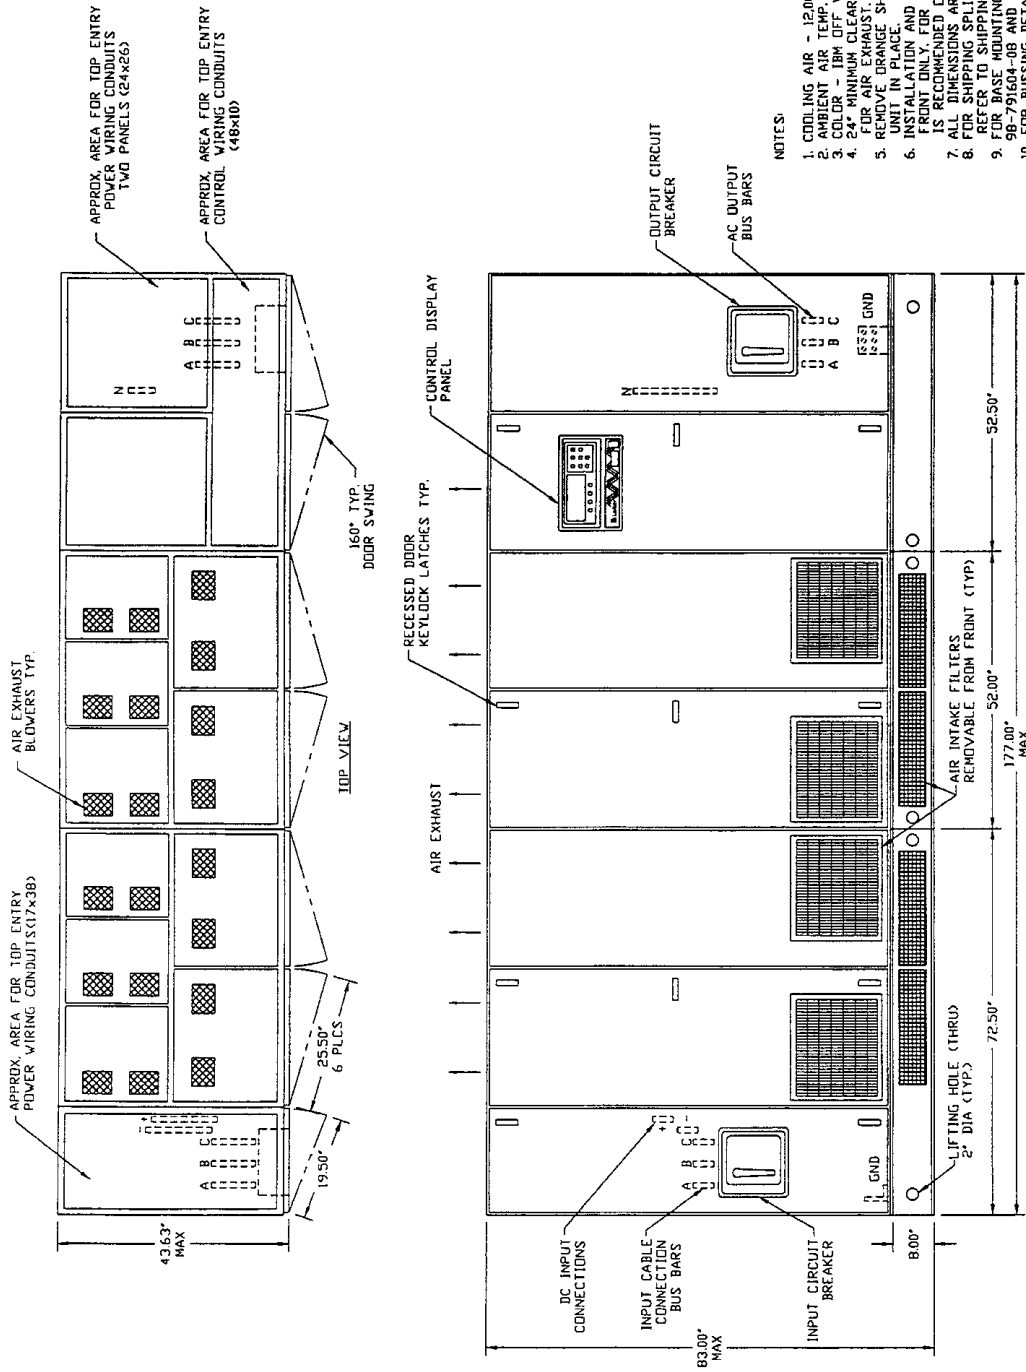 APPROX. AREA FOR TOP ENTRY
POWER WIRING CONDUITS(17x38)
AIR EXHAUST
BLOWERS TYP.
APPROX. AREA FOR TOP ENTRY
POWER WIRING CONDUITS
TWO PANELS (24x26)
APPROX. AREA FOR TOP ENTRY
CONTROL WIRING CONDUITS
(48x10)
43.63"
MAX
A B C
- +
N
A B C
19.50"
25.50"
6 PLCS
TOP VIEW
160° TYP.
DOOR SWING
AIR EXHAUST
RECESSED DOOR
KEYLOCK LATCHES TYP.
CONTROL DISPLAY
PANEL
OUTPUT CIRCUIT
BREAKER
AC OUTPUT
BUS BARS
DC INPUT
CONNECTIONS
INPUT CABLE
CONNECTION
BUS BARS
INPUT CIRCUIT
BREAKER
A B C + -
GND
N
A B C
GND
83.00"
MAX
8.00"
LIFTING HOLE (THRU)
2" DIA (TYP.)
AIR INTAKE FILTERS
REMOVABLE FROM FRONT (TYP)
72.50"
52.00"
52.50"
177.00"
MAX
NOTES:
1. COOLING AIR - 12,0
2. AMBIENT AIR TEMP.
3. COLOR - IBM OFF
4. 24" MINIMUM CLEAR
FOR AIR EXHAUST.
5. REMOVE ORANGE SH
UNIT IN PLACE.
6. INSTALLATION AND
FRONT ONLY. FOR
IS RECOMMENDED
7. ALL DIMENSIONS AR
8. FOR SHIPPING SPLI
REFER TO SHIPPING
9. FOR BASE MOUNTING
98-791604-08 AND
10. FOR BUSSING DETA